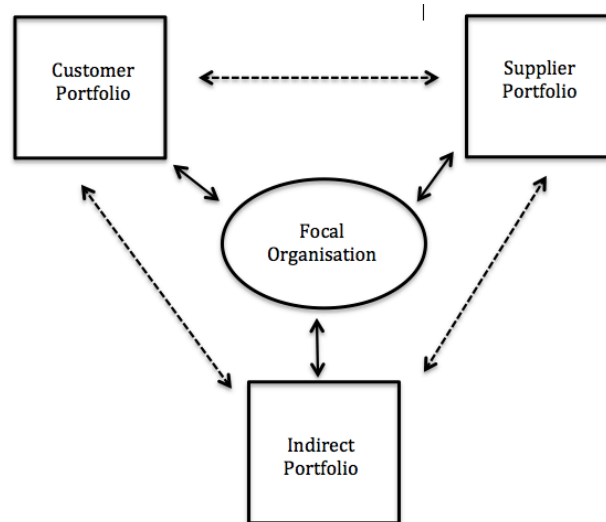 Customer
Portfolio
Supplier
Portfolio
Focal
Organisation
Indirect
Portfolio